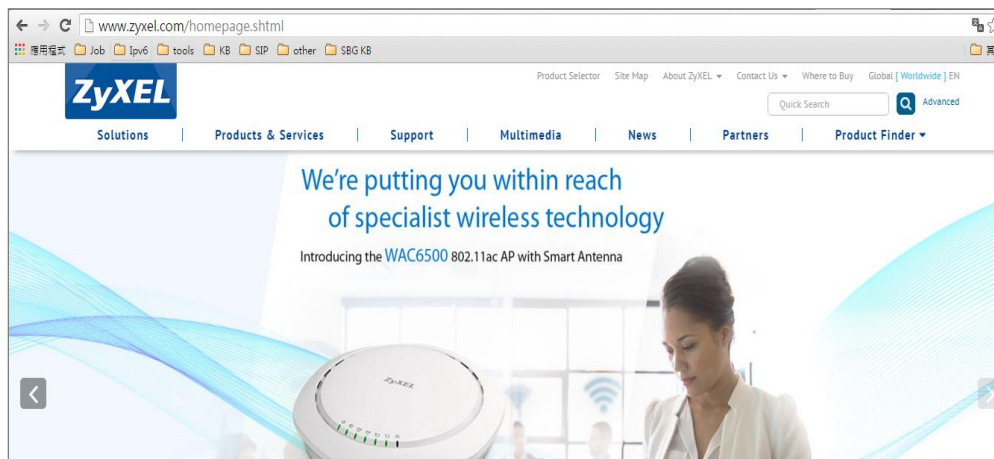 www.zyxel.com/homepage.shtml
應用程式 Job Ipv6 tools KB SIP other SBG KB
Product Selector Site Map About ZyXEL Contact Us Where to Buy Global [ Worldwide ] EN
ZyXEL
Quick Search Advanced
Solutions Products & Services Support Multimedia News Partners Product Finder
We're putting you within reach
of specialist wireless technology
Introducing the WAC6500 802.11ac AP with Smart Antenna
ZyXEL